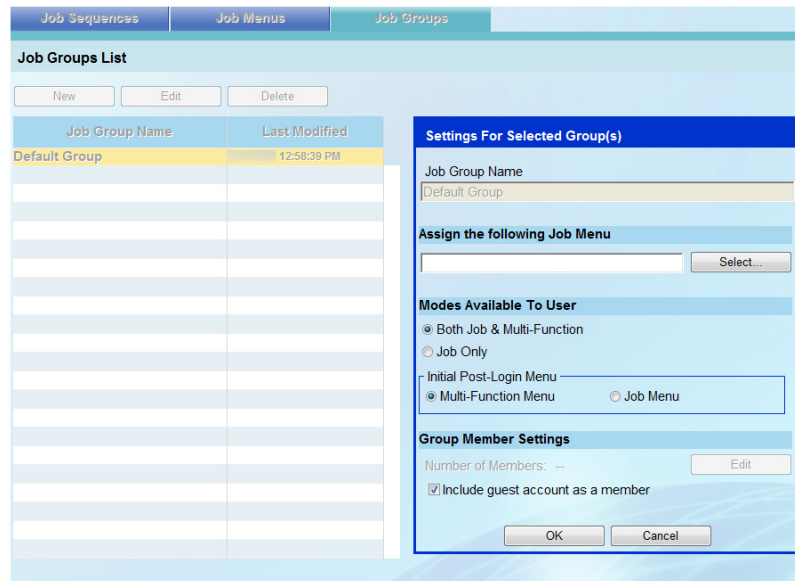 Job Sequences Job Menus Job Groups
Job Groups List
New Edit Delete
Job Group Name Last Modified
Default Group 12:58:39 PM
Settings For Selected Group(s)
Job Group Name
Default Group
Assign the following Job Menu
Select...
Modes Available To User
Both Job & Multi-Function
Job Only
Initial Post-Login Menu
Multi-Function Menu Job Menu
Group Member Settings
Number of Members: -- Edit
Include guest account as a member
OK Cancel